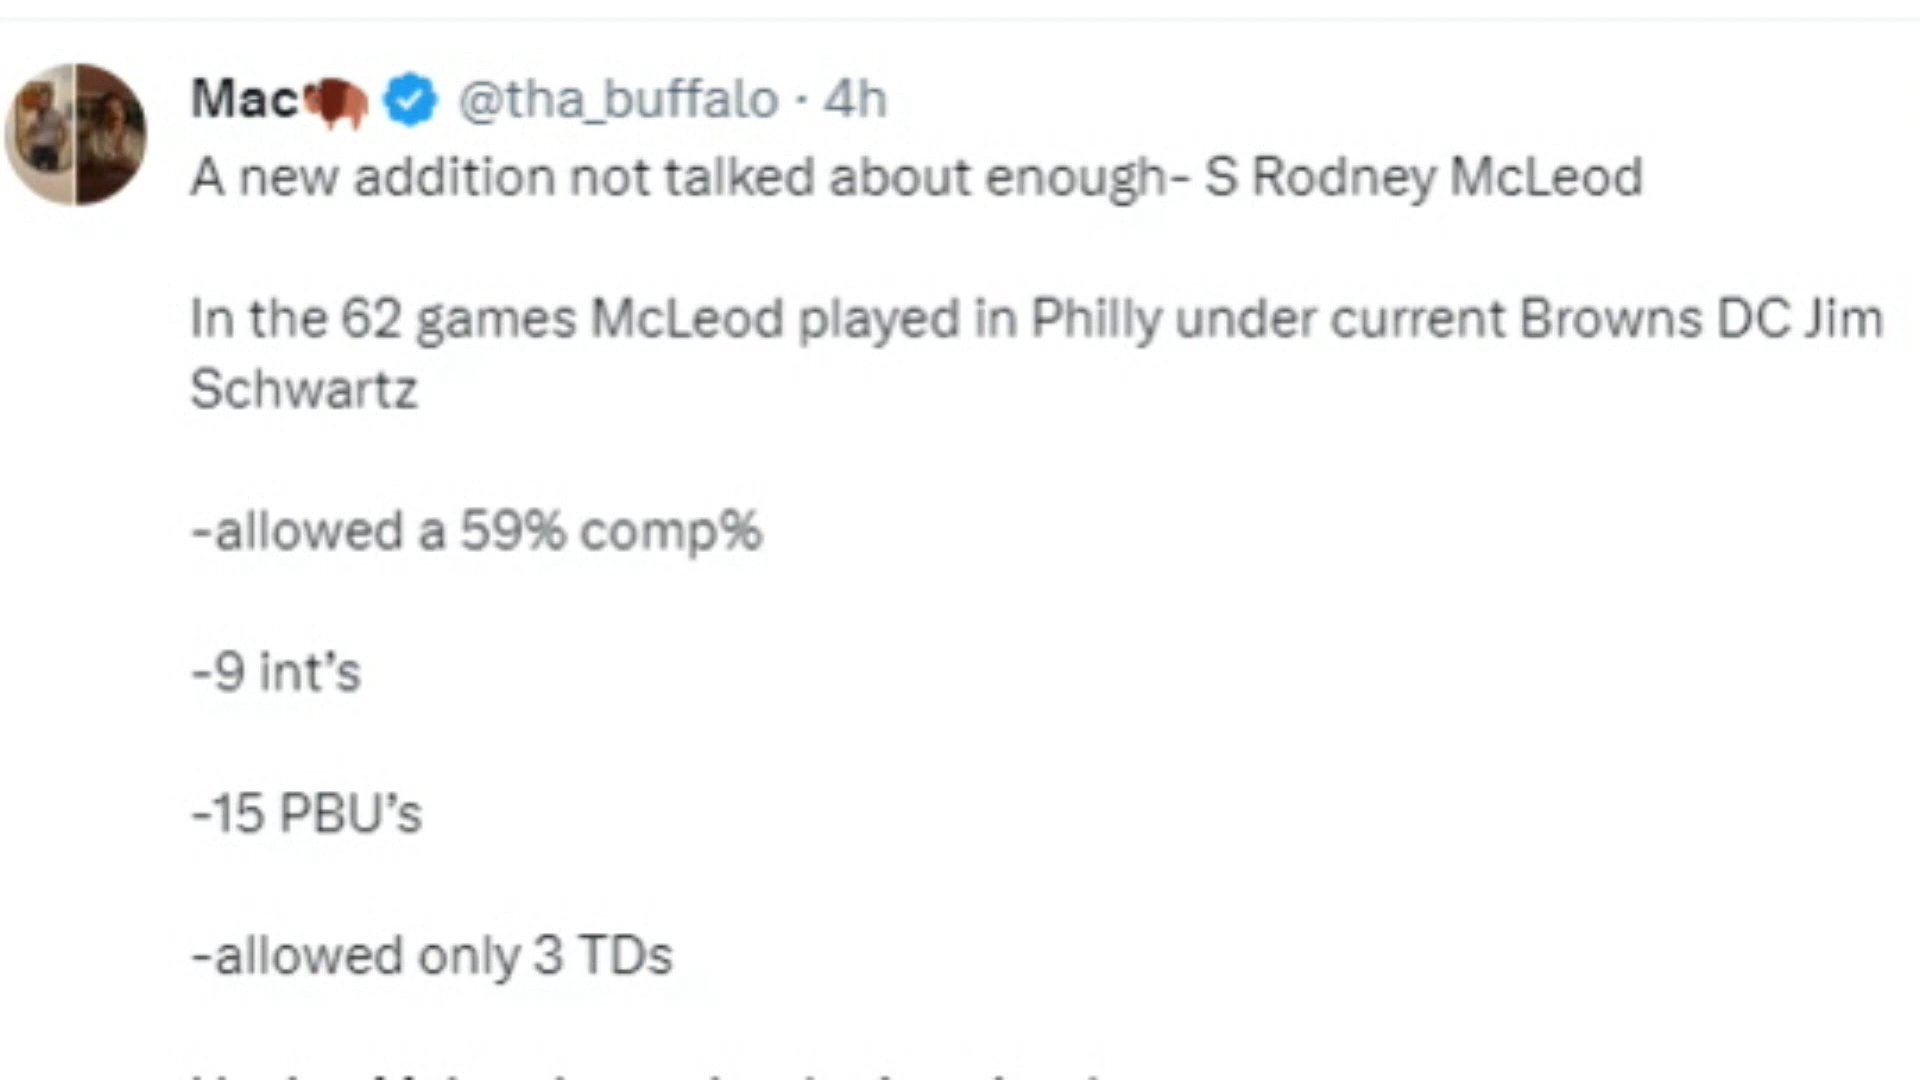 Mac🦬 @tha_buffalo · 4h
A new addition not talked about enough- S Rodney McLeod
In the 62 games McLeod played in Philly under current Browns DC Jim
Schwartz
-allowed a 59% comp%
-9 int’s
-15 PBU’s
-allowed only 3 TDs